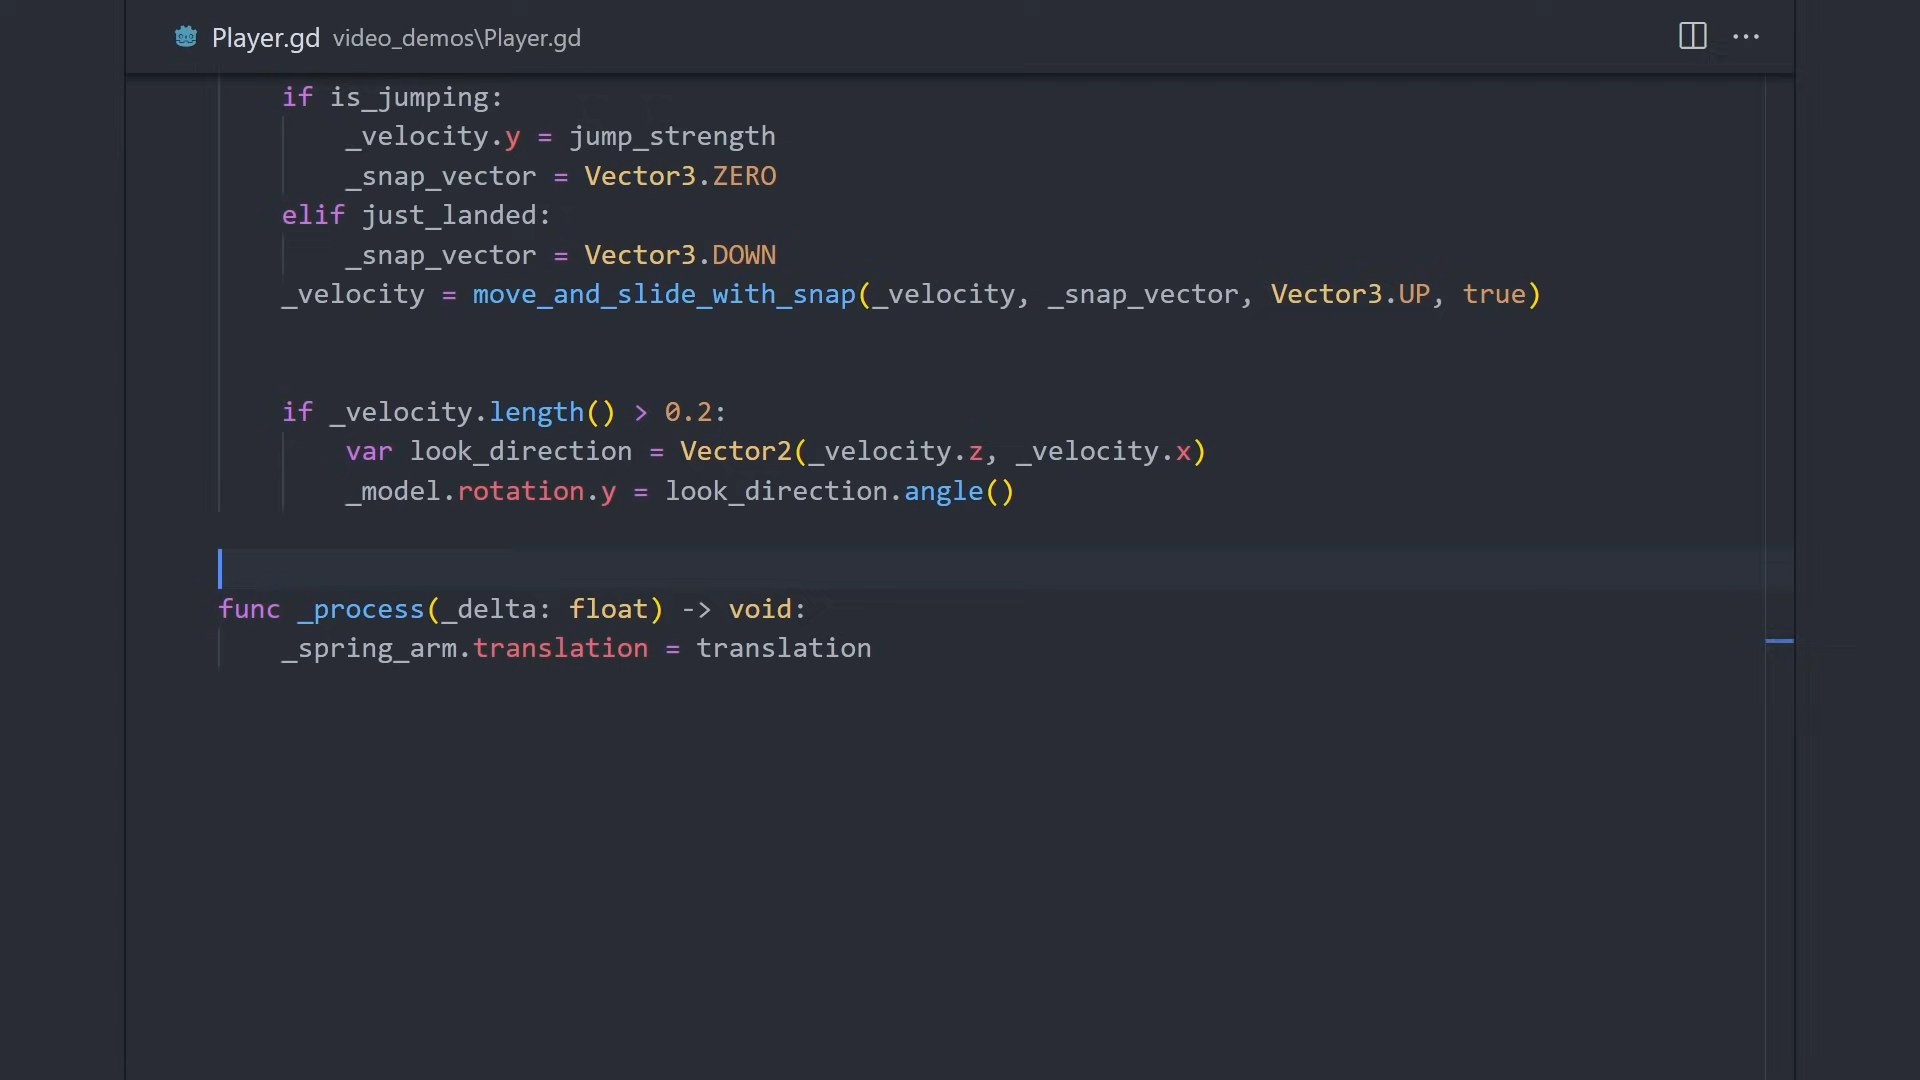 Player.gd video_demos\Player.gd
if is_jumping:
_velocity.y = jump_strength
_snap_vector = Vector3.ZERO
elif just_landed:
_snap_vector = Vector3.DOWN
_velocity = move_and_slide_with_snap(_velocity, _snap_vector, Vector3.UP, true)
if _velocity.length() > 0.2:
var look_direction = Vector2(_velocity.z, _velocity.x)
_model.rotation.y = look_direction.angle()
func _process(_delta: float) -> void:
_spring_arm.translation = translation